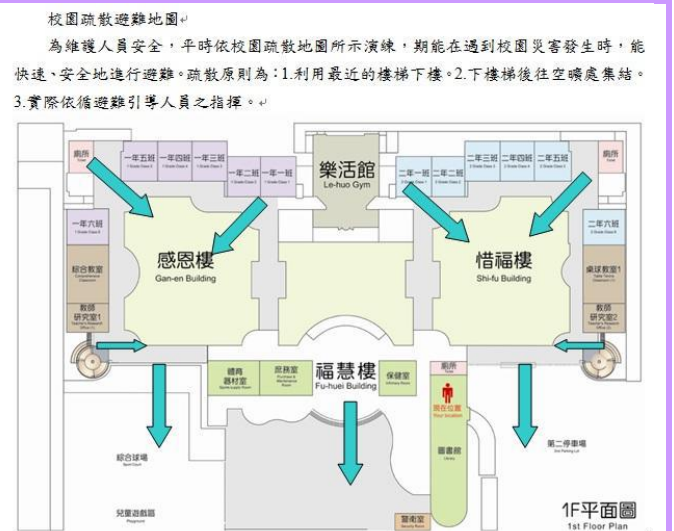 校園疏散避難地圖
為維護人員安全，平時依校園疏散地圖所示演練，期能在遇到校園災害發生時，能
快速、安全地進行避難。疏散原則為：1.利用最近的樓梯下樓。2.下樓梯後往空曠處集結。
3.實際依循避難引導人員之指揮。
廁所
一年五班
一年四班
一年三班
一年二班
一年一班
樂活館
Le-huo Gym
二年一班
二年二班
二年三班
二年四班
二年五班
廁所
一年六班
綜合教室
教師
研究室1
感恩樓
Gan-en Building
惜福樓
Shi-fu Building
二年六班
桌球教室1
教師
研究室2
體育
器材室
庶務室
福慧樓
Fu-huei Building
保健室
廁所
現在位置
圖書館
Library
綜合球場
第二停車場
兒童遊戲區
警衛室
1F平面圖
1st Floor Plan